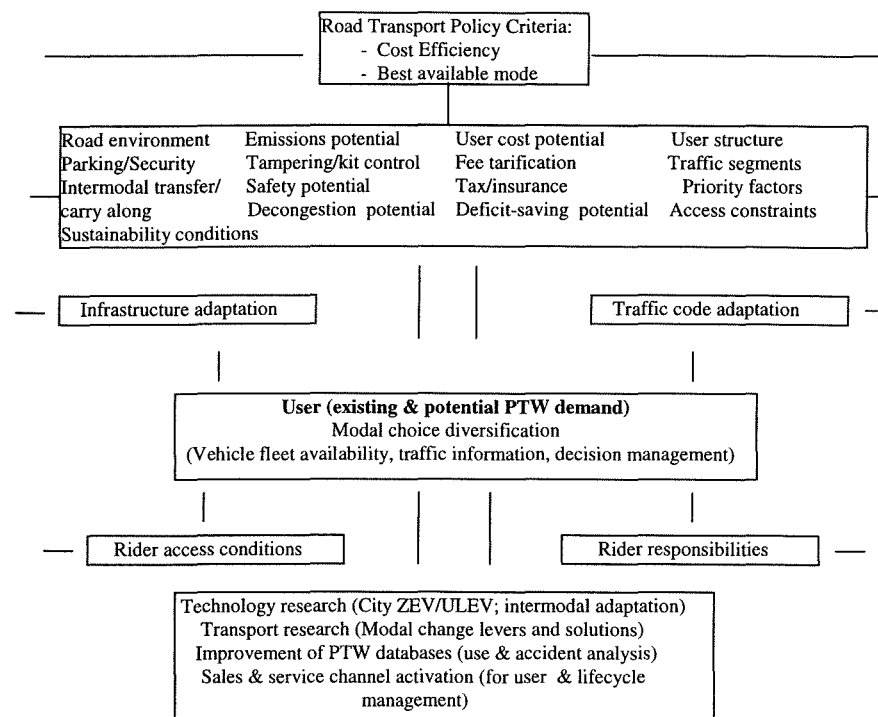 Road Transport Policy Criteria:
- Cost Efficiency
- Best available mode
Road environment Emissions potential User cost potential User structure
Parking/Security Tampering/kit control Fee tarification Traffic segments
Intermodal transfer/ Safety potential Tax/insurance Priority factors
carry along Decongestion potential Deficit-saving potential Access constraints
Sustainability conditions
Infrastructure adaptation Traffic code adaptation
User (existing & potential PTW demand)
Modal choice diversification
(Vehicle fleet availability, traffic information, decision management)
Rider access conditions Rider responsibilities
Technology research (City ZEV/ULEV; intermodal adaptation)
Transport research (Modal change levers and solutions)
Improvement of PTW databases (use & accident analysis)
Sales & service channel activation (for user & lifecycle
management)